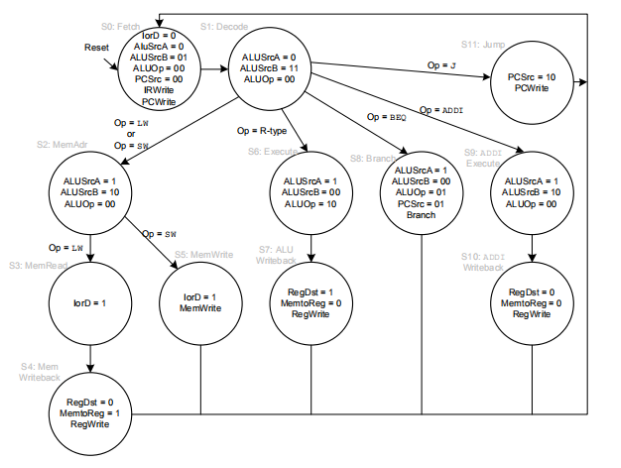 S0: Fetch
S1: Decode
S11: Jump
Reset
IorD = 0
AluSrcA = 0
ALUSrcB = 01
ALUOp = 00
PCSrc = 00
IRWrite
PCWrite
ALUSrcA = 0
ALUSrcB = 11
ALUOp = 00
Op = J
PCSrc = 10
PCWrite
Op = LW
or
Op = SW
Op = R-type
Op = BEQ
Op = ADDI
S2: MemAdr
S6: Execute
S8: Branch
S9: ADDI
Execute
ALUSrcA = 1
ALUSrcB = 10
ALUOp = 00
ALUSrcA = 1
ALUSrcB = 00
ALUOp = 10
ALUSrcA = 1
ALUSrcB = 00
ALUOp = 01
PCSrc = 01
Branch
ALUSrcA = 1
ALUSrcB = 10
ALUOp = 00
Op = LW
Op = SW
S3: MemRead
S5: MemWrite
S7: ALU
Writeback
S10: ADDI
Writeback
IorD = 1
IorD = 1
MemWrite
RegDst = 1
MemtoReg = 0
RegWrite
RegDst = 0
MemtoReg = 0
RegWrite
S4: Mem
Writeback
RegDst = 0
MemtoReg = 1
RegWrite